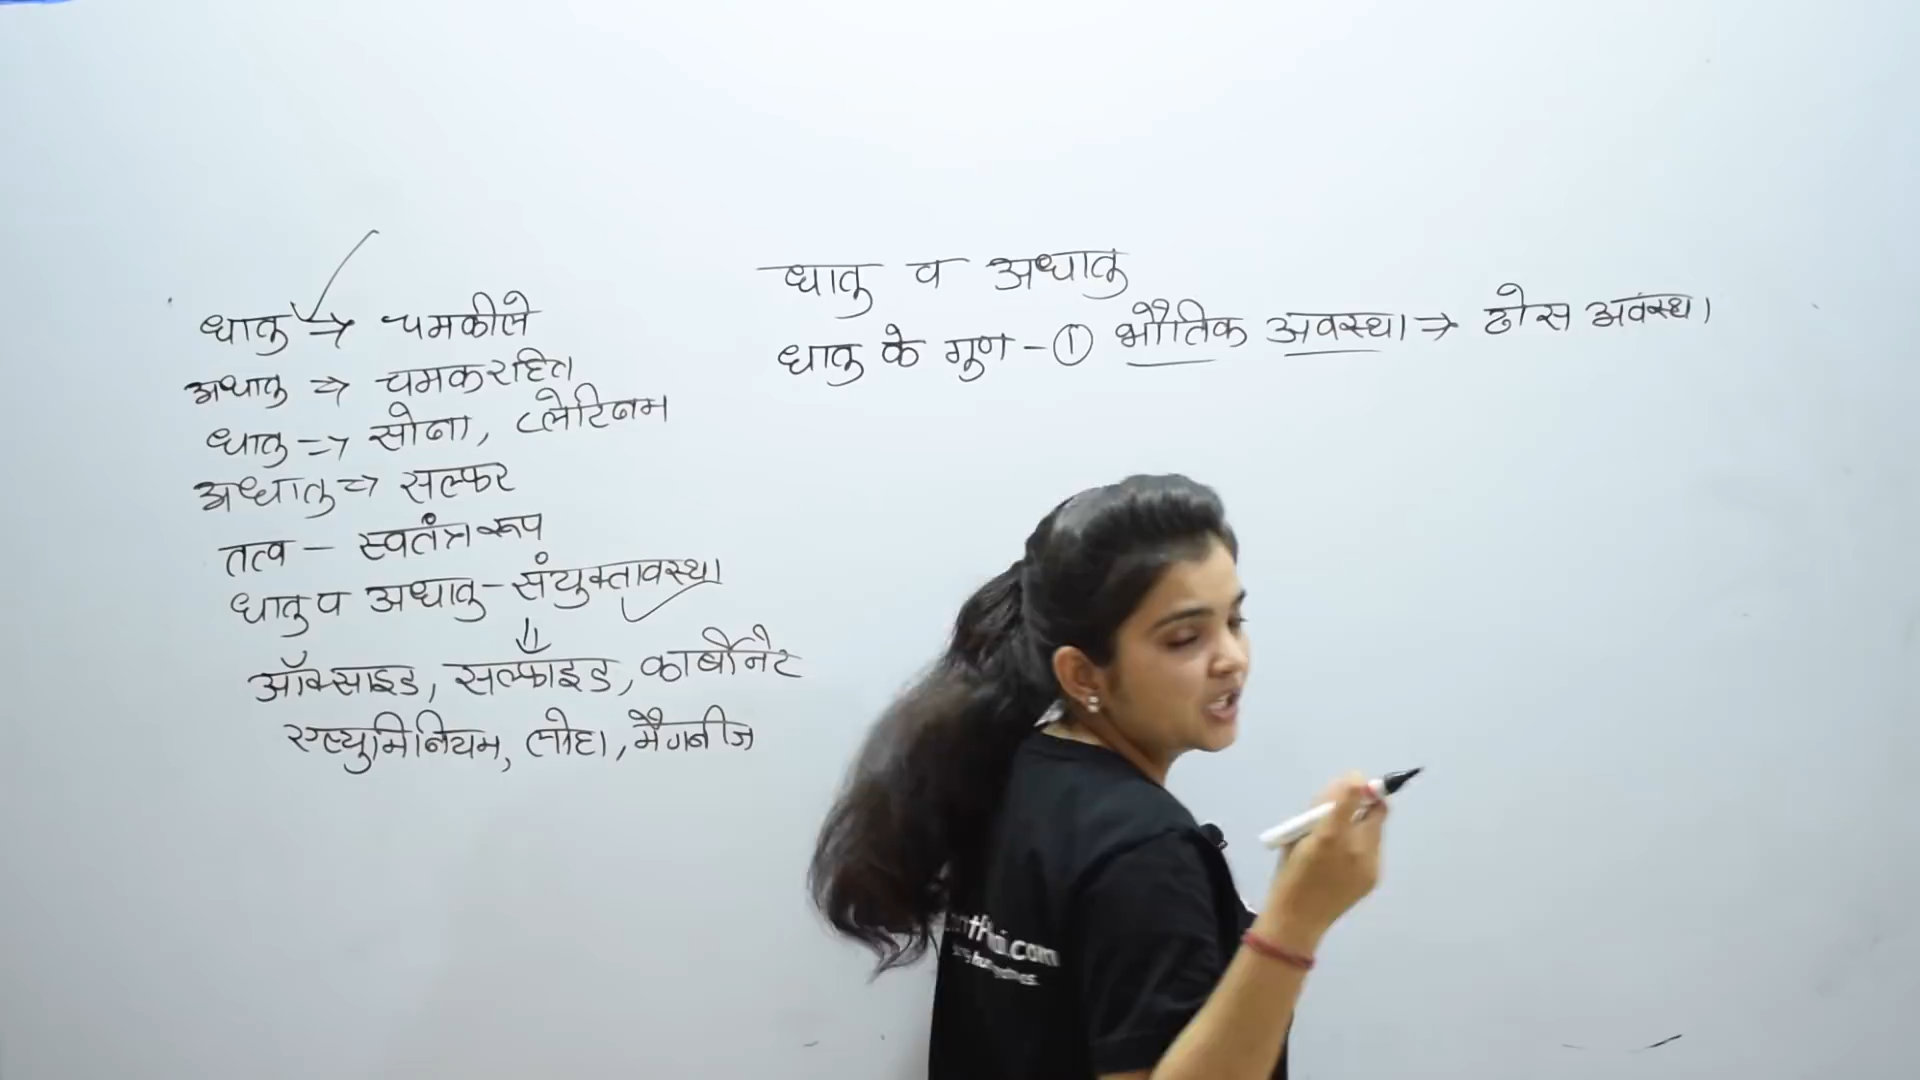 धातु ⇒ चमकीले
अधातु ⇒ चमकरहित
धातु ⇒ सोना, प्लेटिनम
अधातु ⇒ सल्फर
तत्व – स्वतंत्र रूप
धातु व अधातु – संयुक्तावस्था
⇓
ऑक्साइड, सल्फाइड, कार्बोनेट
एल्युमिनियम, लोहा, मैगनीज
धातु व अधातु
धातु के गुण – ① भौतिक अवस्था ⇒ ठोस अवस्था
.com